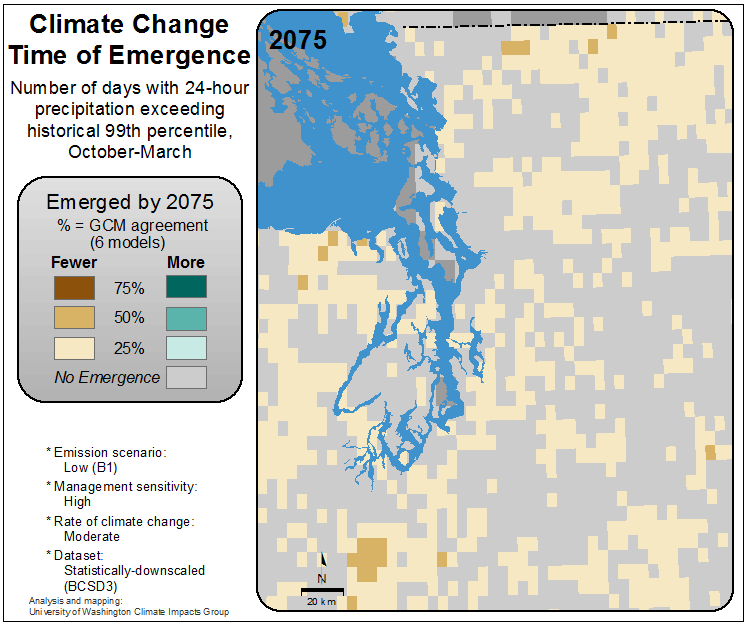 Climate Change
Time of Emergence
Number of days with 24-hour
precipitation exceeding
historical 99th percentile,
October-March
Emerged by 2075
% = GCM agreement
(6 models)
Fewer More
75%
50%
25%
No Emergence
* Emission scenario:
Low (B1)
* Management sensitivity:
High
* Rate of climate change:
Moderate
* Dataset:
Statistically-downscaled
(BCSD3)
Analysis and mapping:
University of Washington Climate Impacts Group
2075
N
20 km